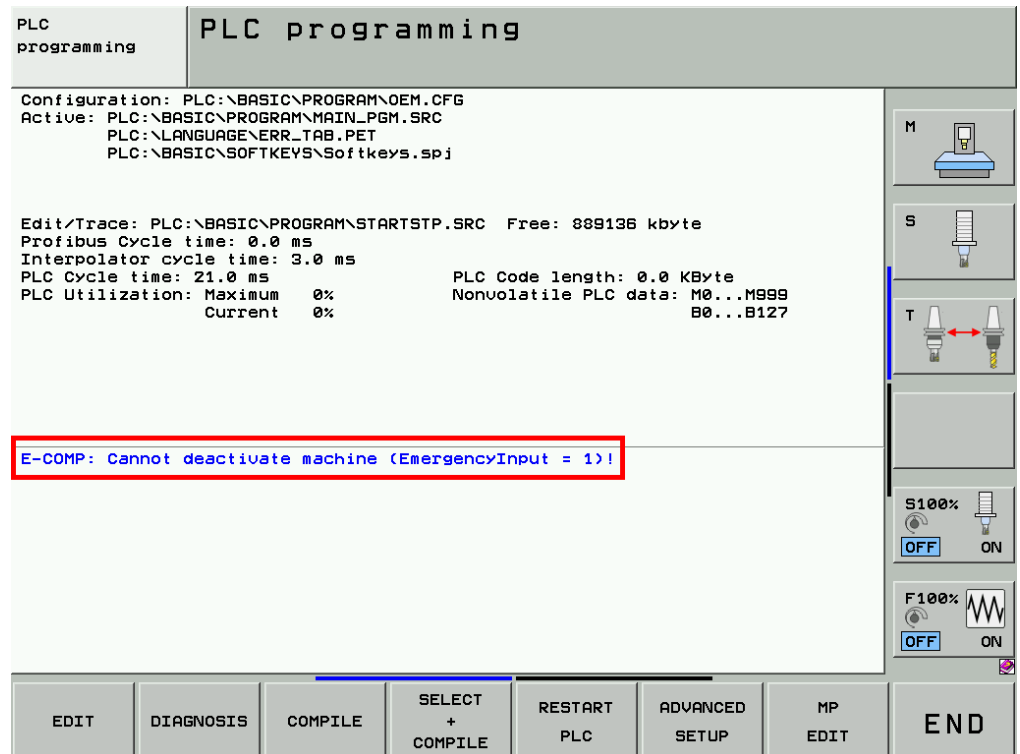 PLC
programming
PLC programming
Configuration: PLC:\BASIC\PROGRAM\OEM.CFG
Active: PLC:\BASIC\PROGRAM\MAIN_PGM.SRC
PLC:\LANGUAGE\ERR_TAB.PET
PLC:\BASIC\SOFTKEYS\Softkeys.spj
Edit/Trace: PLC:\BASIC\PROGRAM\STARTSTP.SRC Free: 889136 kbyte
Profibus Cycle time: 0.0 ms
Interpolator cycle time: 3.0 ms
PLC Cycle time: 21.0 ms PLC Code length: 0.0 KByte
PLC Utilization: Maximum 0% Nonvolatile PLC data: M0...M999
Current 0% B0...B127
E-COMP: Cannot deactivate machine (EmergencyInput = 1)!
M
S
T
S100%
OFF ON
F100%
OFF ON
EDIT
DIAGNOSIS
COMPILE
SELECT
+
COMPILE
RESTART
PLC
ADVANCED
SETUP
MP
EDIT
END